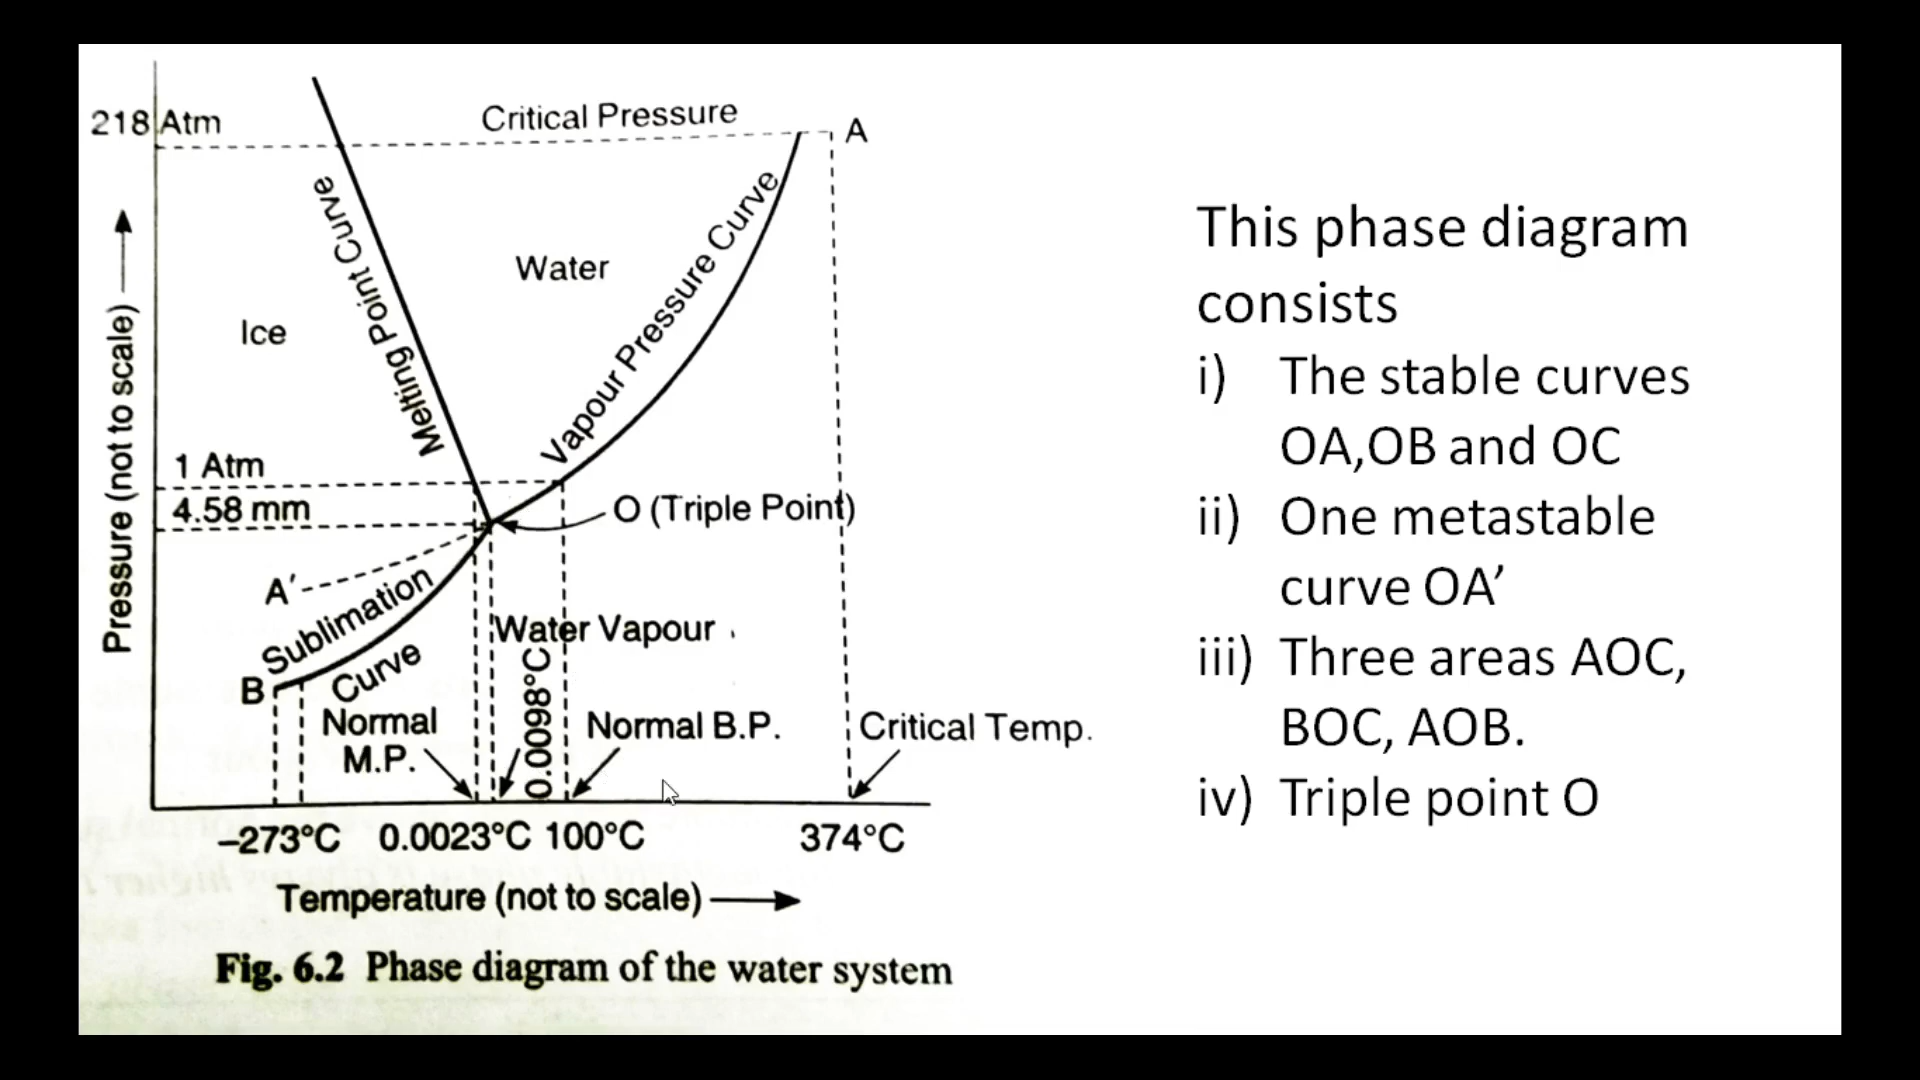 218 Atm
Critical Pressure
A
Melting Point Curve
Vapour Pressure Curve
Water
Ice
Pressure (not to scale)
1 Atm
4.58 mm
O (Triple Point)
A′
Sublimation
Curve
B
Water Vapour
Normal
M.P.
0.0098°C
Normal B.P.
Critical Temp.
–273°C 0.0023°C 100°C 374°C
Temperature (not to scale)
Fig. 6.2 Phase diagram of the water system
This phase diagram
consists
i) The stable curves
OA,OB and OC
ii) One metastable
curve OA’
iii) Three areas AOC,
BOC, AOB.
iv) Triple point O